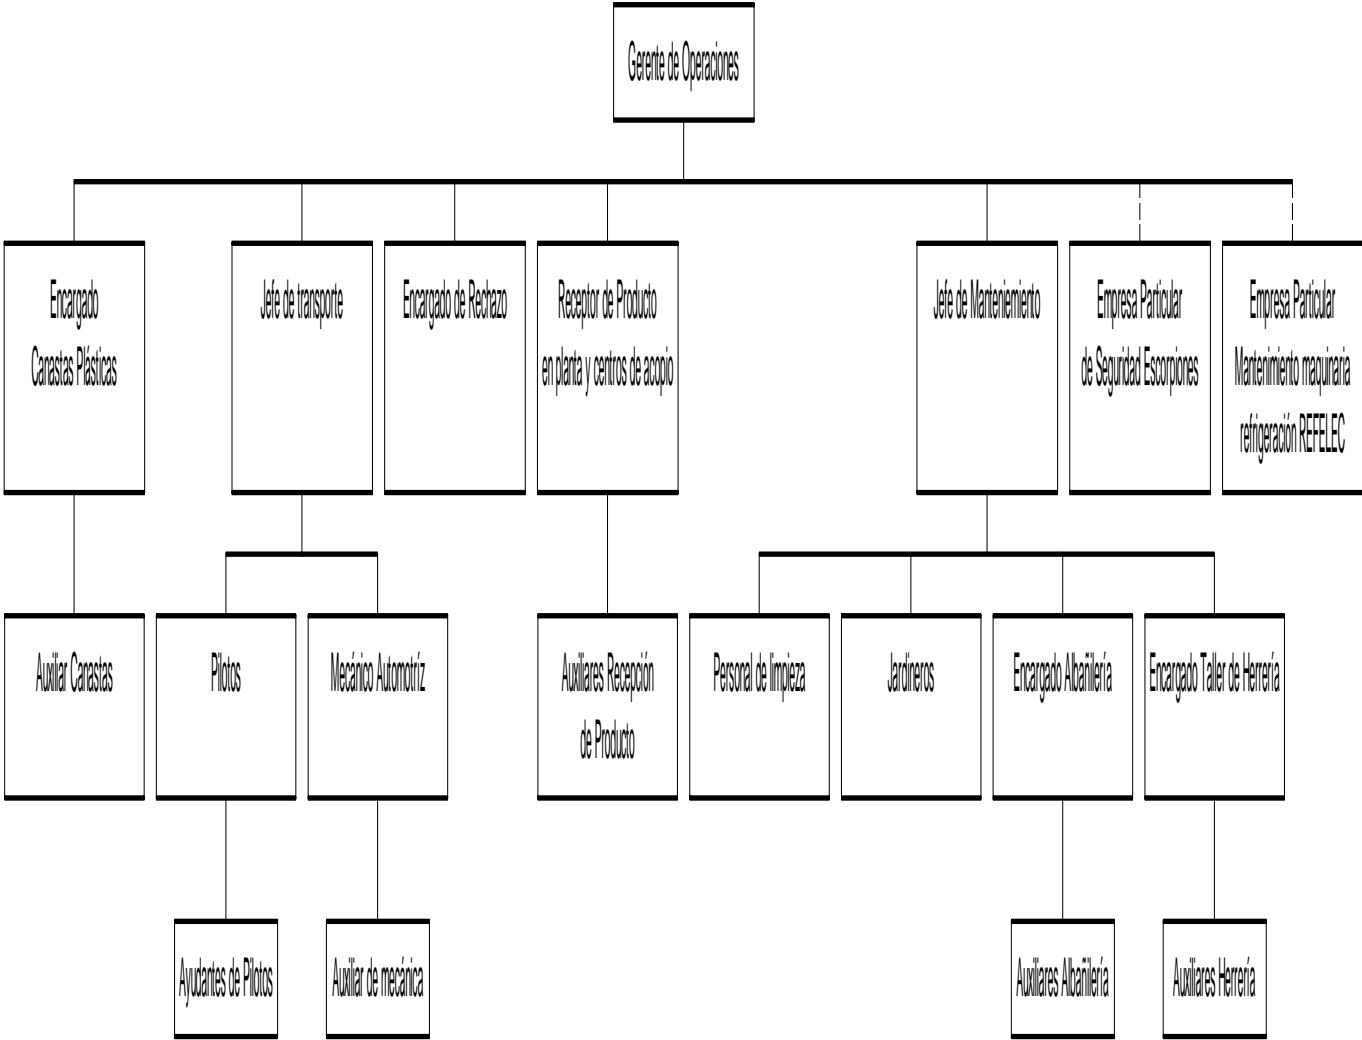 Gerente de Operaciones
Encargado
Canastas Plásticas
Jefe de transporte
Encargado de Rechazo
Receptor de Producto
en planta y centros de acopio
Jefe de Manteniemiento
Empresa Particular
de Seguridad Escorpiones
Empresa Particular
Mantenimiento maquinaria
refrigeración REFELEC
Auxiliar Canastas
Pilotos
Mecánico Automotríz
Auxiliares Recepción
de Producto
Personal de limpieza
Jardineros
Encargado Albañilería
Encargado Taller de Herrería
Ayudantes de Pilotos
Auxiliar de mecánica
Auxiliares Albañilería
Auxiliares Herrería